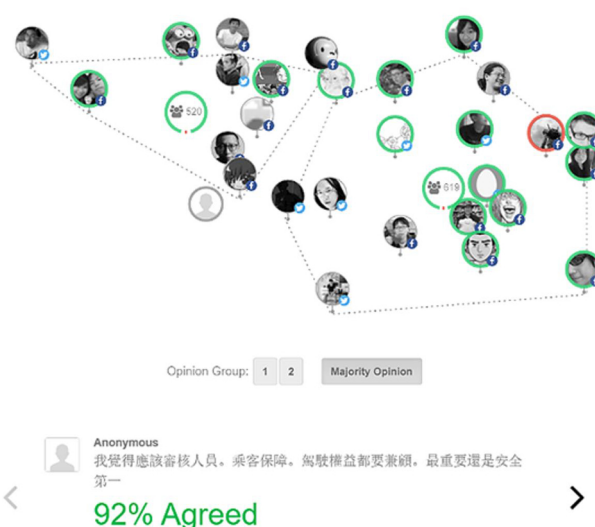 520
619
Opinion Group: 1 2 Majority Opinion
Anonymous
我覺得應該審核人員。乘客保障。駕駛權益都要兼顧。最重要還是安全
第一
92% Agreed